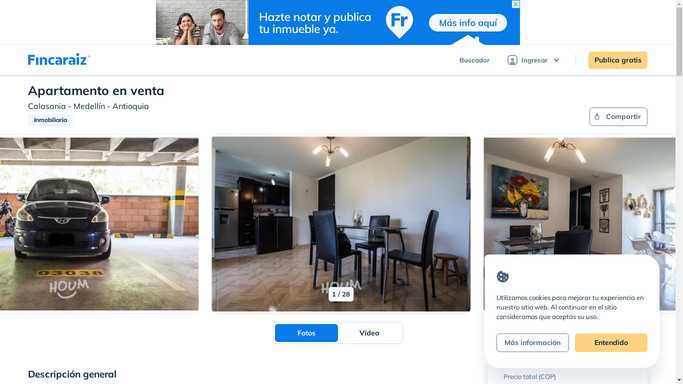 Hazte notar y publica
tu inmueble ya.
Fr
Más info aquí
Fincaraiz
Buscador
Ingresar
Publica gratis
Apartamento en venta
Calasania - Medellín - Antioquia
Inmobiliaria
Compartir
03038
HOUM
HOUM
1 / 28
Utilizamos cookies para mejorar tu experiencia en
nuestro sitio web. Al continuar en el sitio
consideramos que aceptas su uso.
Más información
Entendido
Fotos
Video
Descripción general
Precio total (COP)